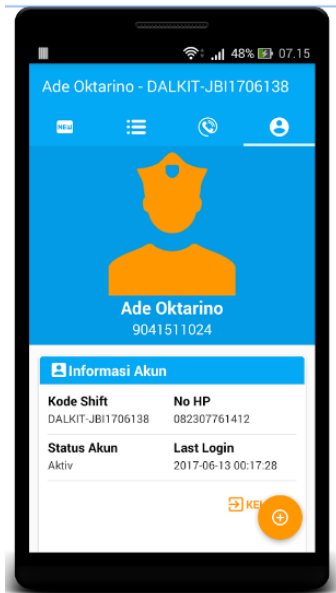 48% 07.15
Ade Oktarino - DALKIT-JBI1706138
NEW
Ade Oktarino
9041511024
Informasi Akun
Kode Shift No HP
DALKIT-JBI1706138 082307761412
Status Akun Last Login
Aktiv 2017-06-13 00:17:28